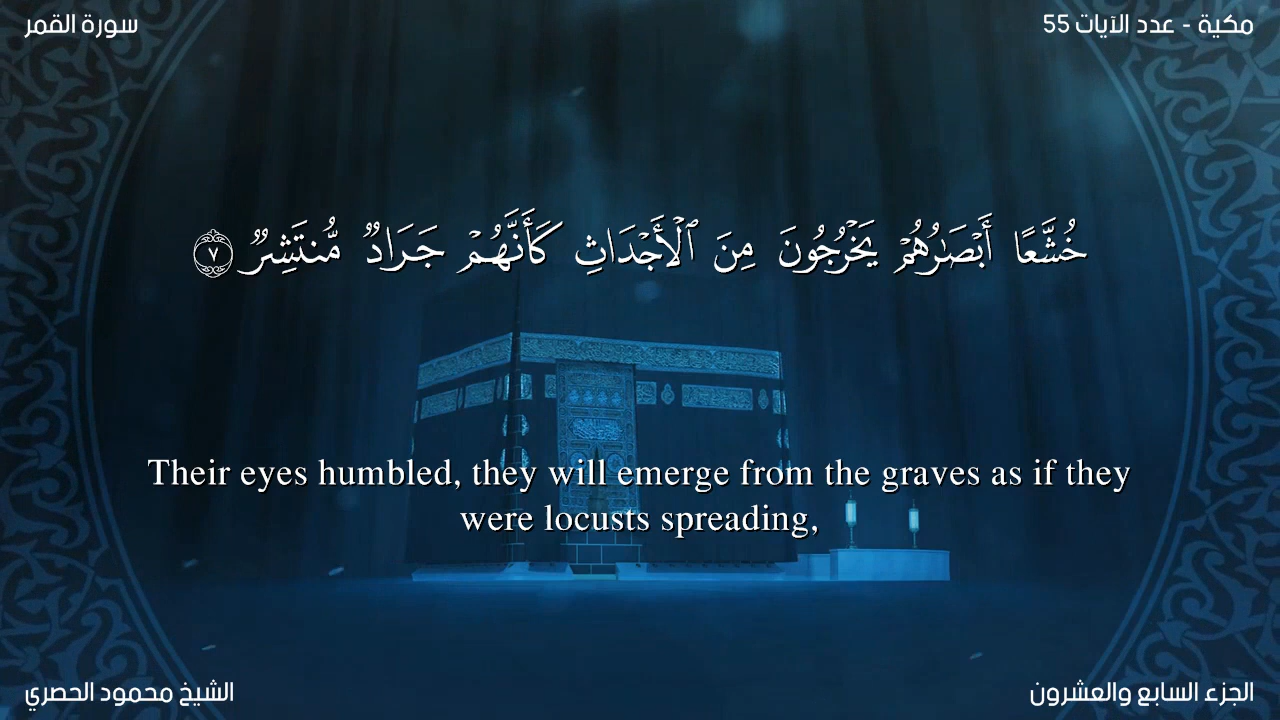 سورة القمر
مكية - عدد الآيات 55
خُشَّعًا أَبْصَـٰرُهُمْ يَخْرُجُونَ مِنَ ٱلْأَجْدَاثِ كَأَنَّهُمْ جَرَادٌ مُّنتَشِرٌ ٧
Their eyes humbled, they will emerge from the graves as if they
were locusts spreading,
الشيخ محمود الحصري
الجزء السابع والعشرون